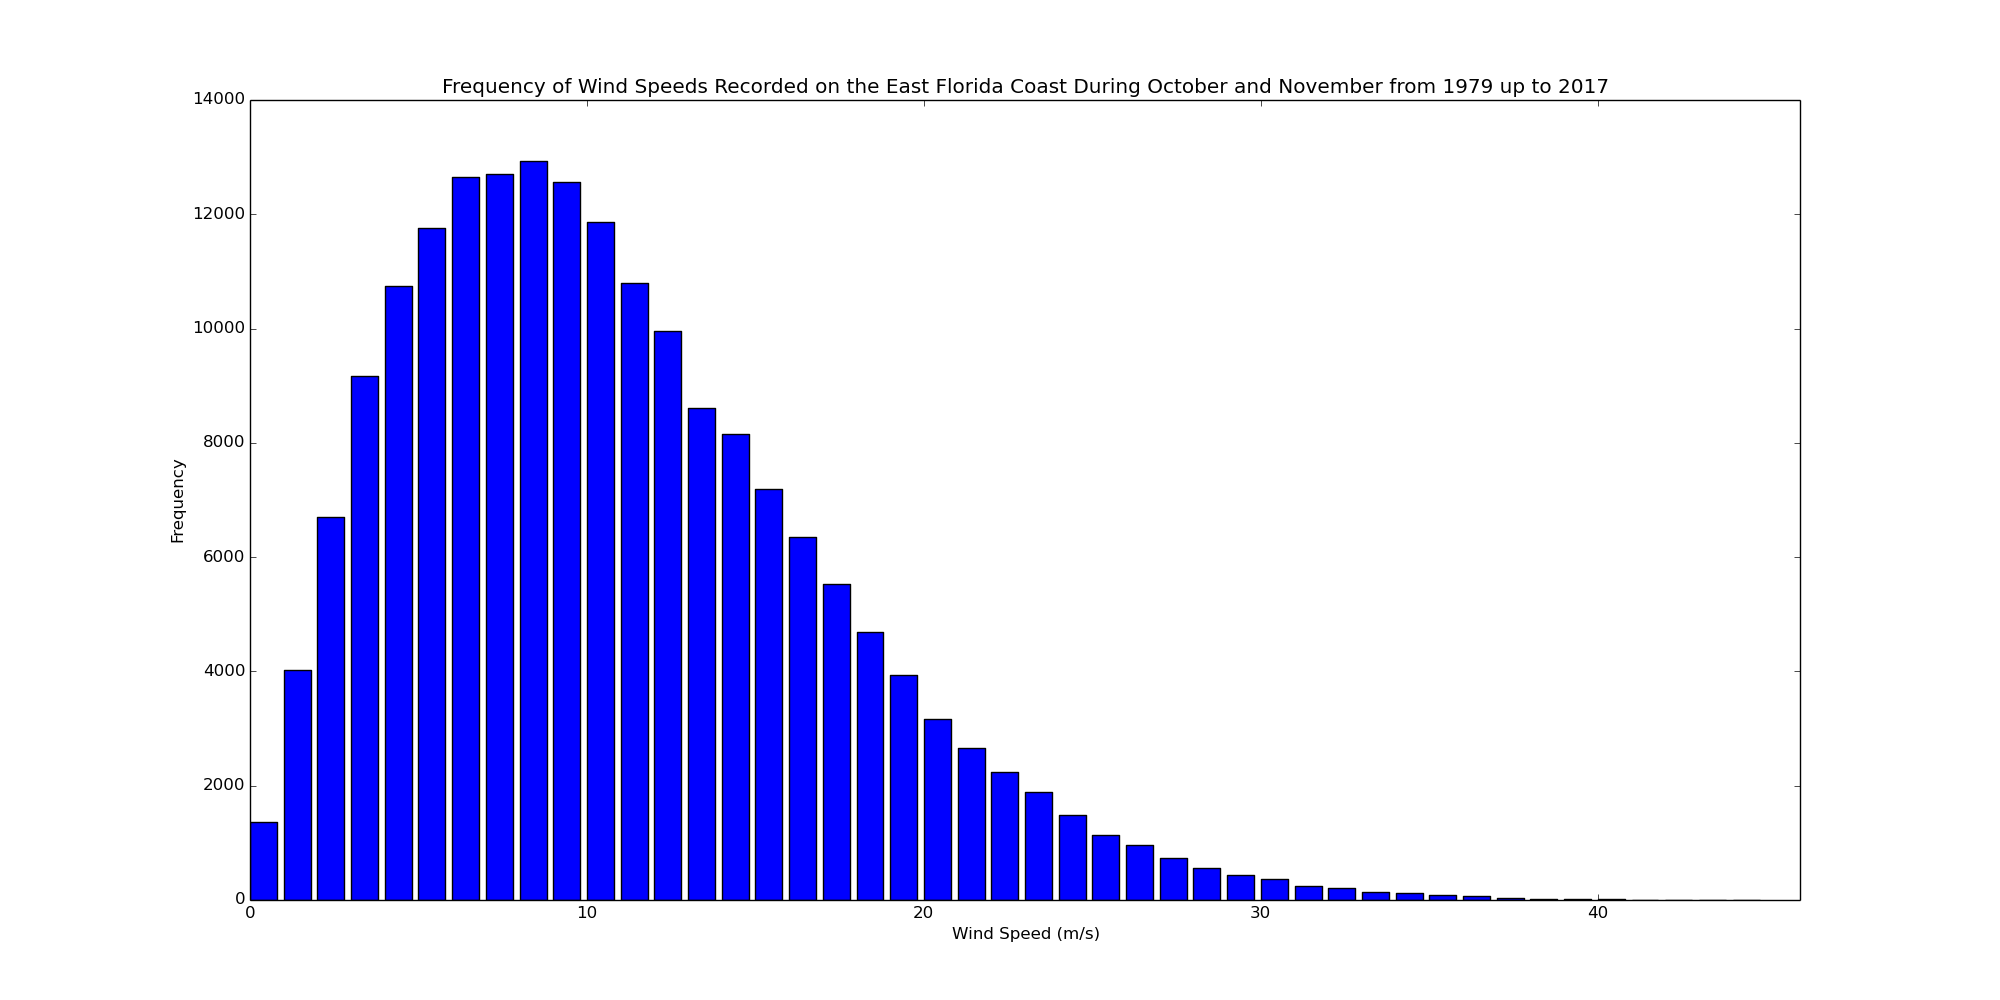 Frequency of Wind Speeds Recorded on the East Florida Coast During October and November from 1979 up to 2017
14000
12000
10000
8000
6000
4000
2000
0
Frequency
0 10 20 30 40
Wind Speed (m/s)